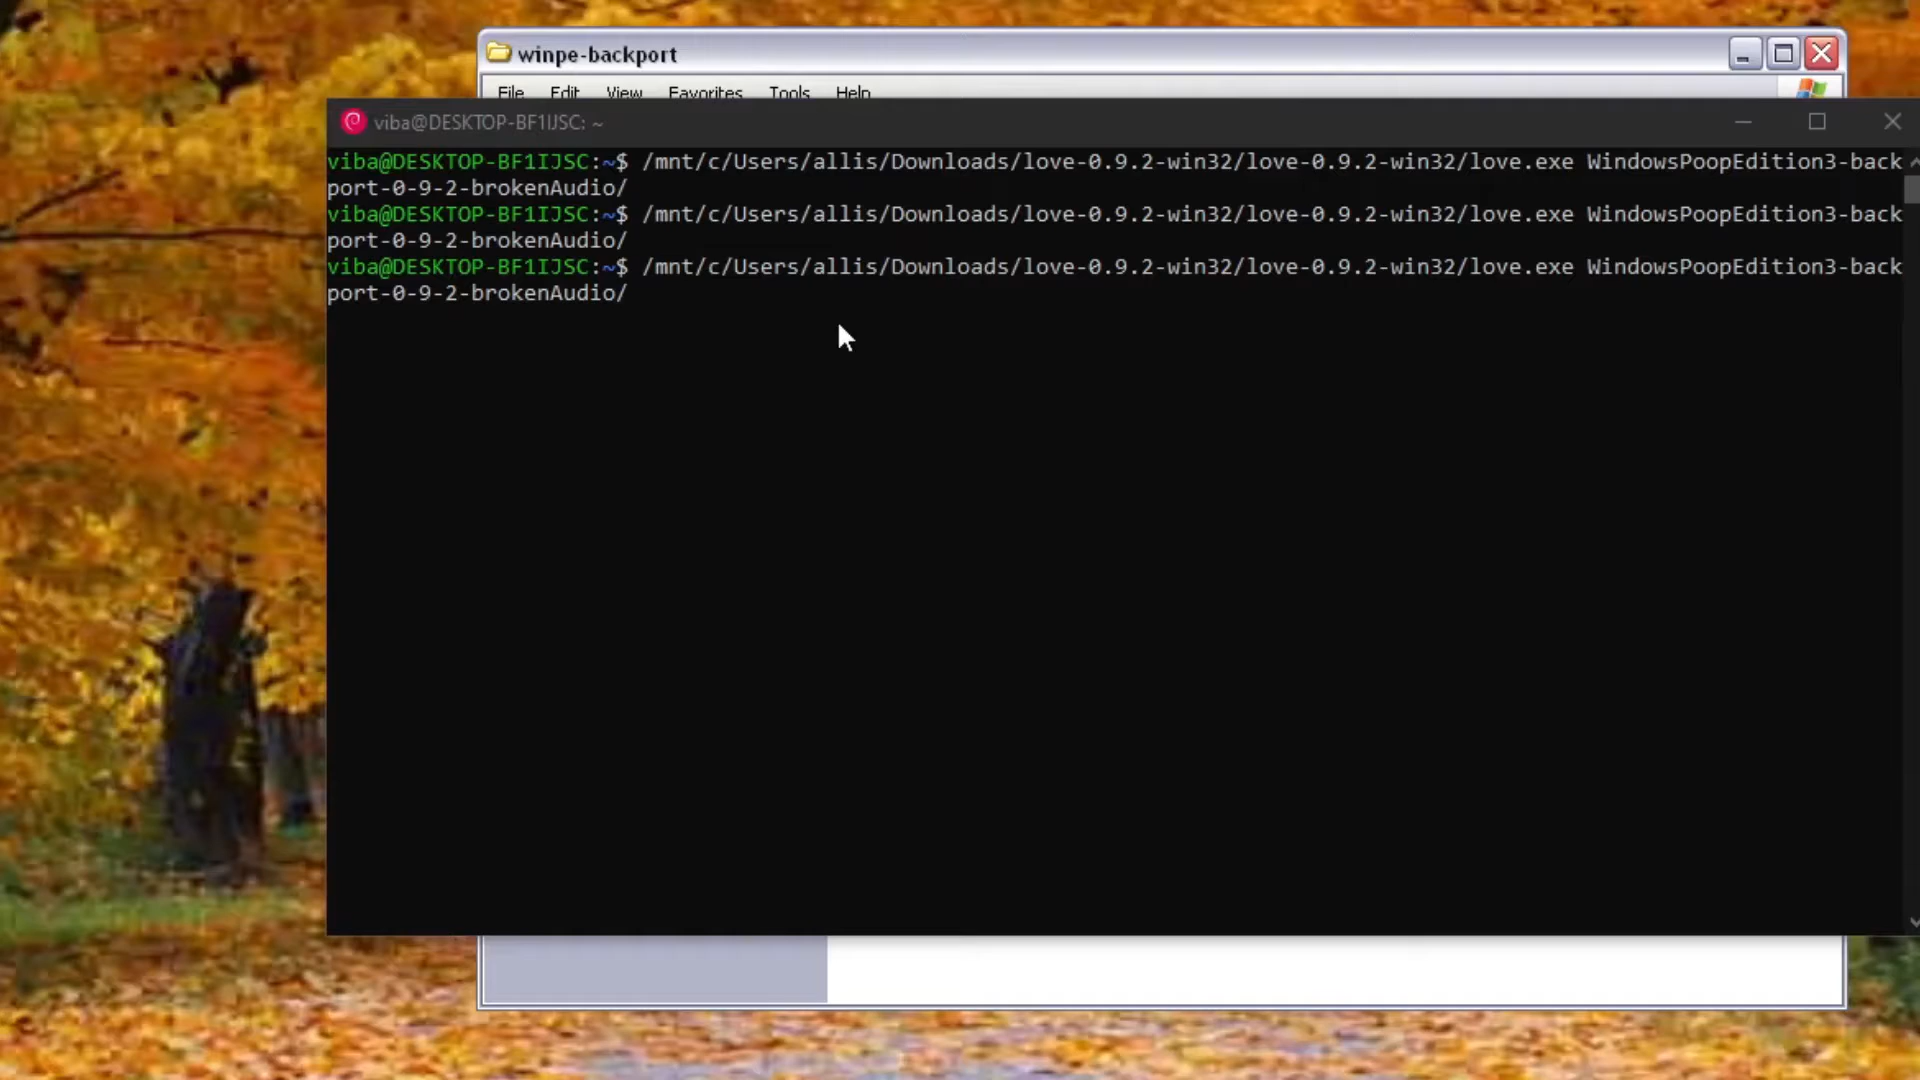 winpe-backport
File Edit View Favorites Tools Help
viba@DESKTOP-BF1IJSC: ~
viba@DESKTOP-BF1IJSC:~$ /mnt/c/Users/allis/Downloads/love-0.9.2-win32/love-0.9.2-win32/love.exe WindowsPoopEdition3-back
port-0-9-2-brokenAudio/
viba@DESKTOP-BF1IJSC:~$ /mnt/c/Users/allis/Downloads/love-0.9.2-win32/love-0.9.2-win32/love.exe WindowsPoopEdition3-back
port-0-9-2-brokenAudio/
viba@DESKTOP-BF1IJSC:~$ /mnt/c/Users/allis/Downloads/love-0.9.2-win32/love-0.9.2-win32/love.exe WindowsPoopEdition3-back
port-0-9-2-brokenAudio/